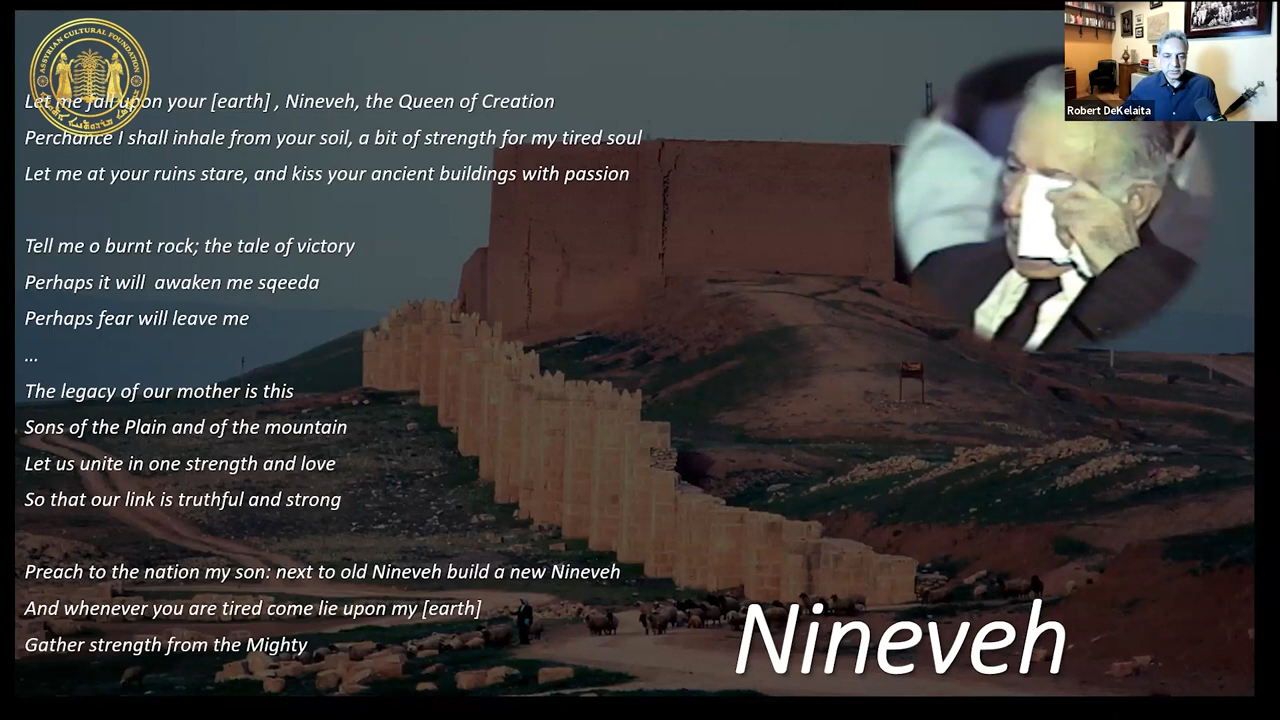 ASSYRIAN CULTURAL FOUNDATION
Let me fall upon your [earth] , Nineveh, the Queen of Creation
Perchance I shall inhale from your soil, a bit of strength for my tired soul
Let me at your ruins stare, and kiss your ancient buildings with passion
Tell me o burnt rock; the tale of victory
Perhaps it will awaken me sqeeda
Perhaps fear will leave me
...
The legacy of our mother is this
Sons of the Plain and of the mountain
Let us unite in one strength and love
So that our link is truthful and strong
Preach to the nation my son: next to old Nineveh build a new Nineveh
And whenever you are tired come lie upon my [earth]
Gather strength from the Mighty
Nineveh
Robert DeKelaita